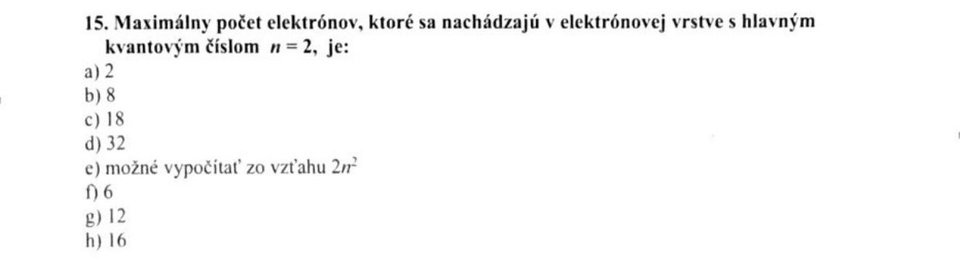 15. Maximálny počet elektrónov, ktoré sa nachádzajú v elektrónovej vrstve s hlavným
kvantovým číslom n = 2, je:
a) 2
b) 8
c) 18
d) 32
e) možné vypočítať zo vzťahu 2n²
f) 6
g) 12
h) 16